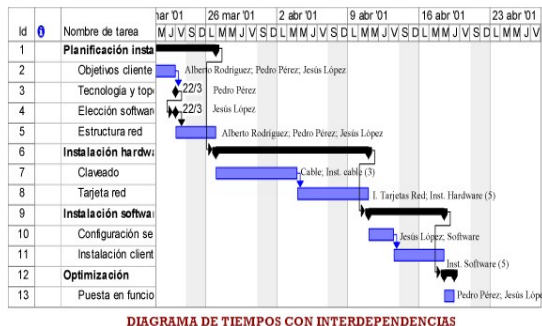 mar '01 26 mar '01 2 abr '01 9 abr '01 16 abr '01 23 abr '01
Id Nombre de tarea M J V S D L M M J V S D L M M J V S D L M M J V S D L M M J V S D L M M J V
1 Planificación insta
2 Objetivos cliente Alberto Rodríguez; Pedro Pérez; Jesús López
3 Tecnología y topo 22/3 Pedro Pérez
4 Elección softwar 22/3 Jesús López
5 Estructura red Alberto Rodríguez; Pedro Pérez; Jesús López
6 Instalación hardwa
7 Claveado Cable; Inst. cable (3)
8 Tarjeta red I. Tarjetas Red; Inst. Hardware (5)
9 Instalación softwa
10 Configuración se Jesús López; Software
11 Instalación client Inst. Software (5)
12 Optimización
13 Puesta en funcio Pedro Pérez; Jesús Lópe
DIAGRAMA DE TIEMPOS CON INTERDEPENDENCIAS